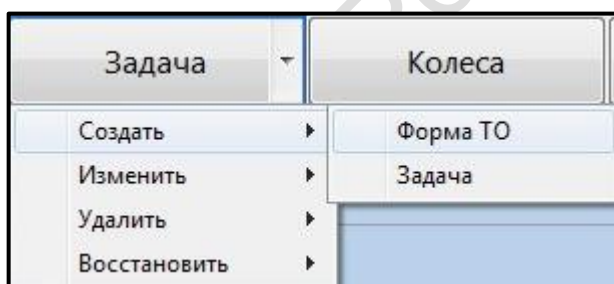 Задача
Колеса
Создать
Форма ТО
Изменить
Задача
Удалить
Восстановить